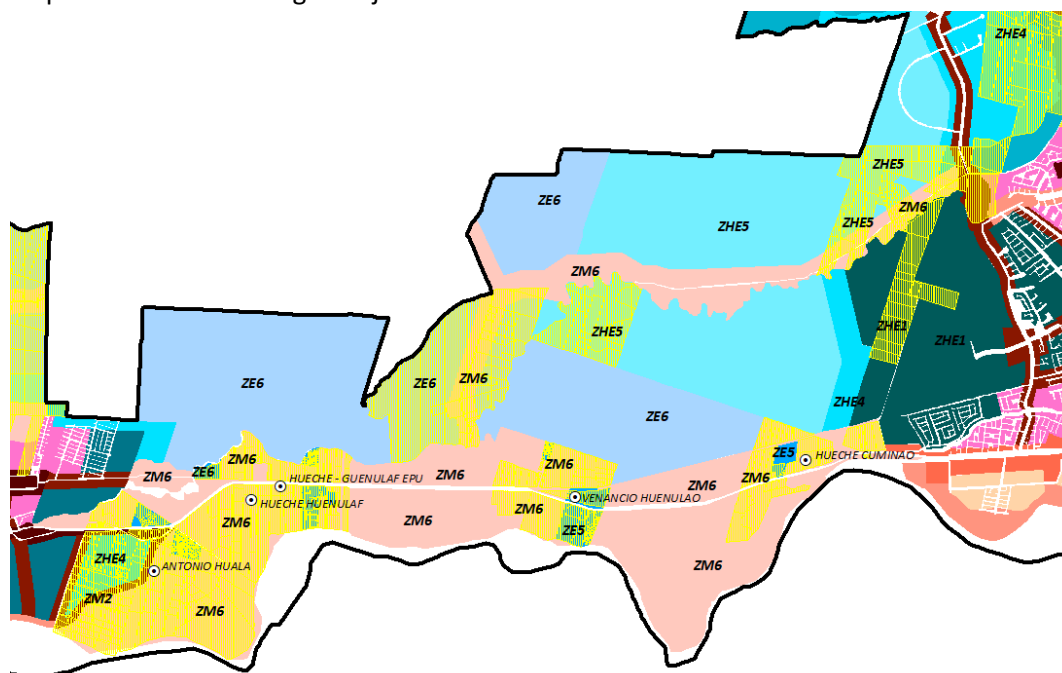 ZHE4
ZHE5
ZE6
ZM6
ZHE5
ZHE5
ZM6
ZHE1
ZHE5
ZHE1
ZE6
ZE6
ZM6
ZE6
ZHE4
ZM6
ZE5
HUECHE CUMINAO
ZM6
ZM6
ZE6
ZM6
ZM6
ZM6
HUECHE - GUENULAF EPU
VENANCIO HUENULAO
HUECHE HUENULAF
ZM6
ZM6
ZM6
ZE5
ZHE4
ANTONIO HUALA
ZM6
ZM2
ZM6